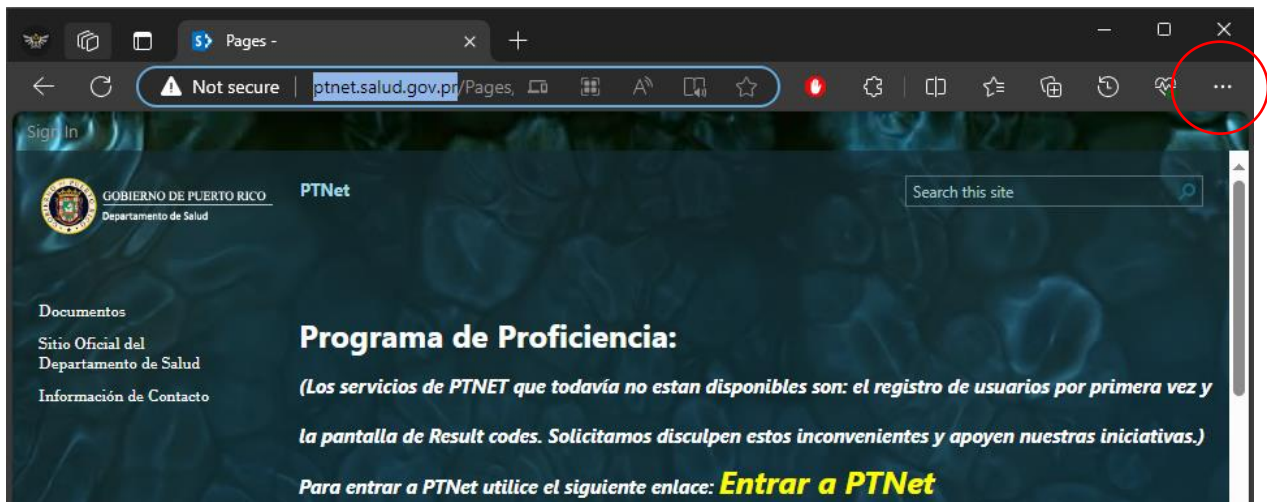 Pages -
Not secure
ptnet.salud.gov.pr/Pages,
Sign In
GOBIERNO DE PUERTO RICO
Departamento de Salud
PTNet
Search this site
Documentos
Sitio Oficial del
Departamento de Salud
Información de Contacto
Programa de Proficiencia:
(Los servicios de PTNET que todavía no estan disponibles son: el registro de usuarios por primera vez y
la pantalla de Result codes. Solicitamos disculpen estos inconvenientes y apoyen nuestras iniciativas.)
Para entrar a PTNet utilice el siguiente enlace: Entrar a PTNet